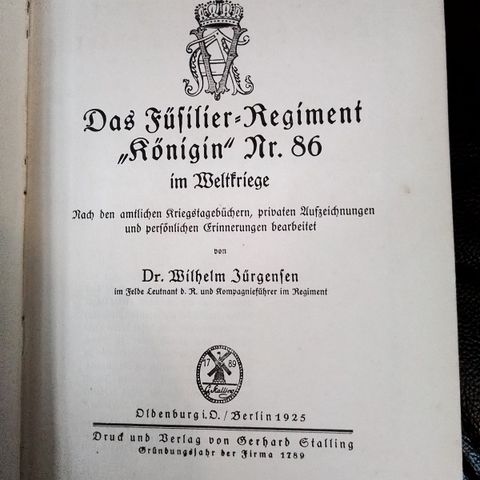 Das Füsilier-Regiment
„Königin“ Nr. 86
im Weltkriege
Nach den amtlichen Kriegstagebüchern, privaten Aufzeichnungen
und persönlichen Erinnerungen bearbeitet
von
Dr. Wilhelm Jürgensen
im Felde Leutnant d. R. und Kompagnieführer im Regiment
17 89
G. Stalling
Oldenburg i. O. / Berlin 1925
Druck und Verlag von Gerhard Stalling
Gründungsjahr der Firma 1789